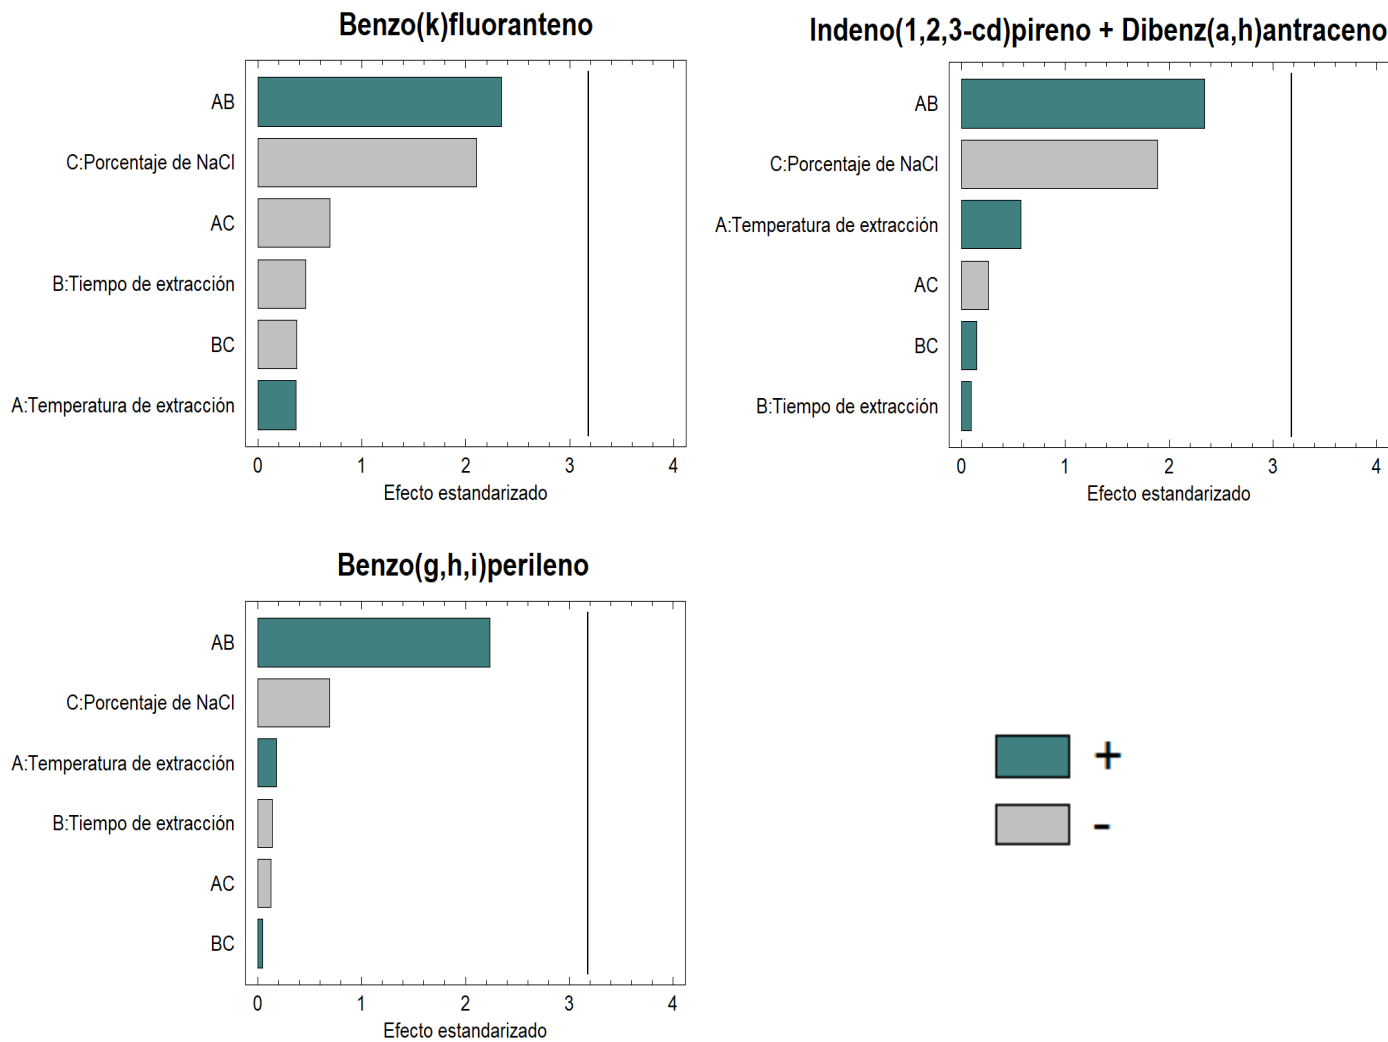 Benzo(k)fluoranteno
AB
C:Porcentaje de NaCl
AC
B:Tiempo de extracción
BC
A:Temperatura de extracción
0 1 2 3 4
Efecto estandarizado
Indeno(1,2,3-cd)pireno + Dibenz(a,h)antraceno
AB
C:Porcentaje de NaCl
A:Temperatura de extracción
AC
BC
B:Tiempo de extracción
0 1 2 3 4
Efecto estandarizado
Benzo(g,h,i)perileno
AB
C:Porcentaje de NaCl
A:Temperatura de extracción
B:Tiempo de extracción
AC
BC
0 1 2 3 4
Efecto estandarizado
+
-